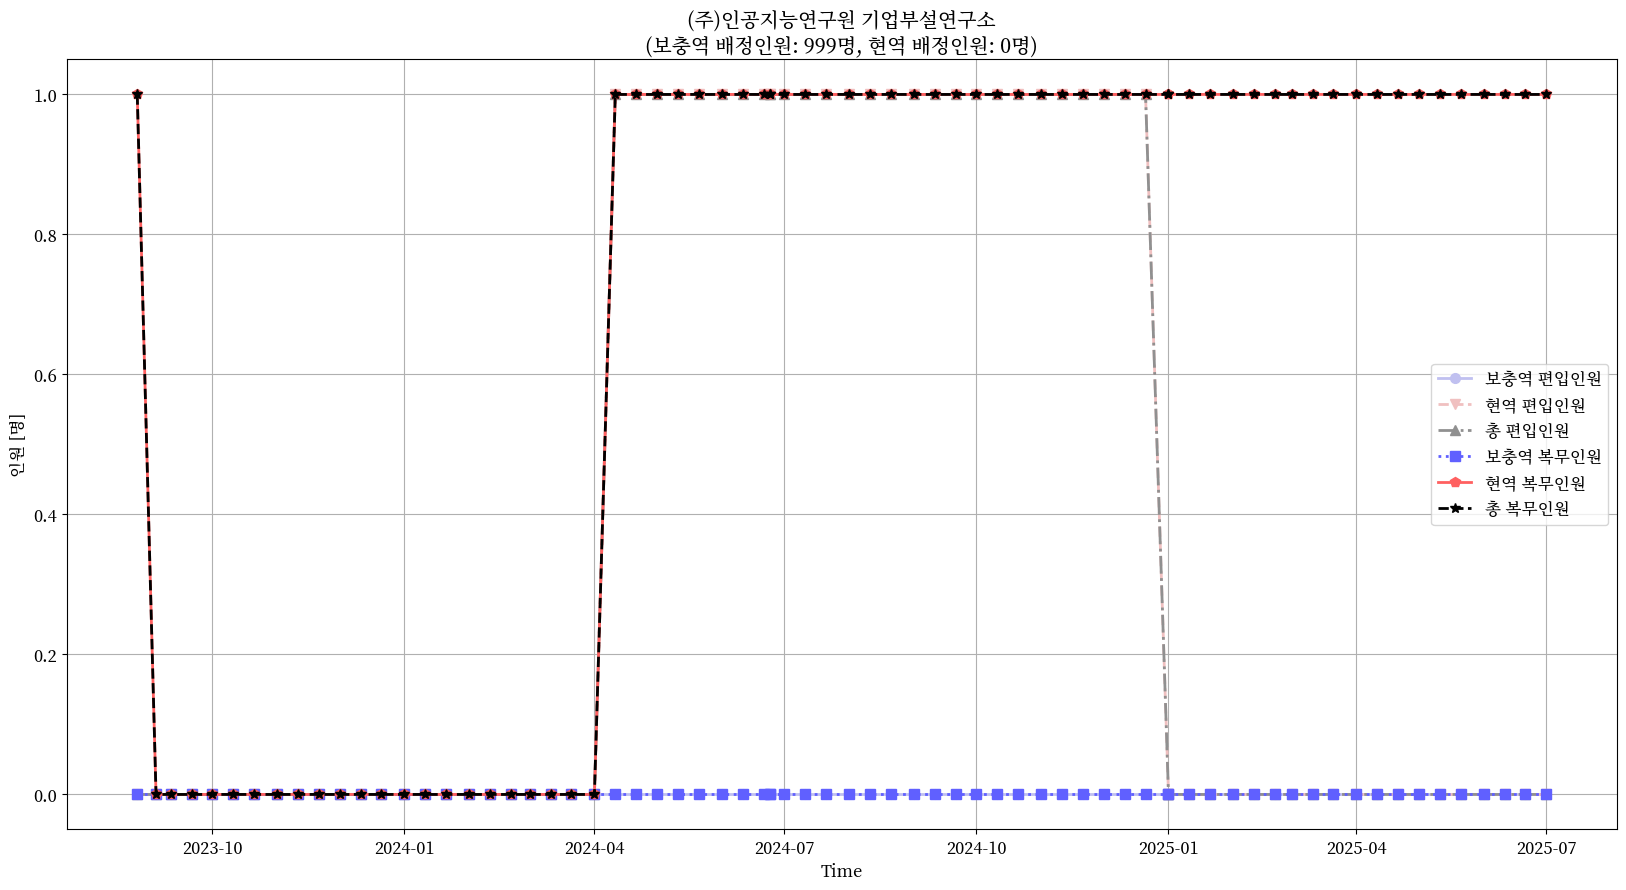 (주)인공지능연구원 기업부설연구소
(보충역 배정인원: 999명, 현역 배정인원: 0명)
인원 [명]
1.0
0.8
0.6
0.4
0.2
0.0
보충역 편입인원
현역 편입인원
총 편입인원
보충역 복무인원
현역 복무인원
총 복무인원
2023-10
2024-01
2024-04
2024-07
2024-10
2025-01
2025-04
2025-07
Time